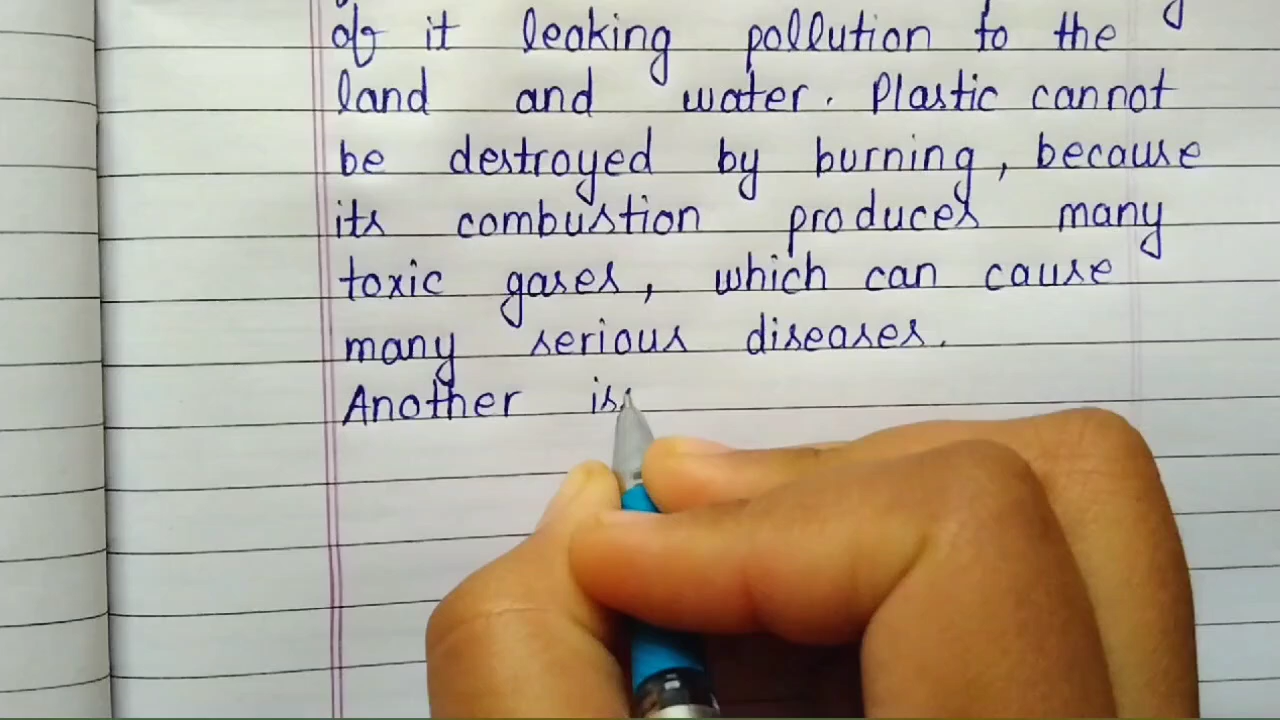 of it leaking pollution to the
land and water. Plastic cannot
be destroyed by burning, because
its combustion produces many
toxic gases, which can cause
many serious diseases.
Another